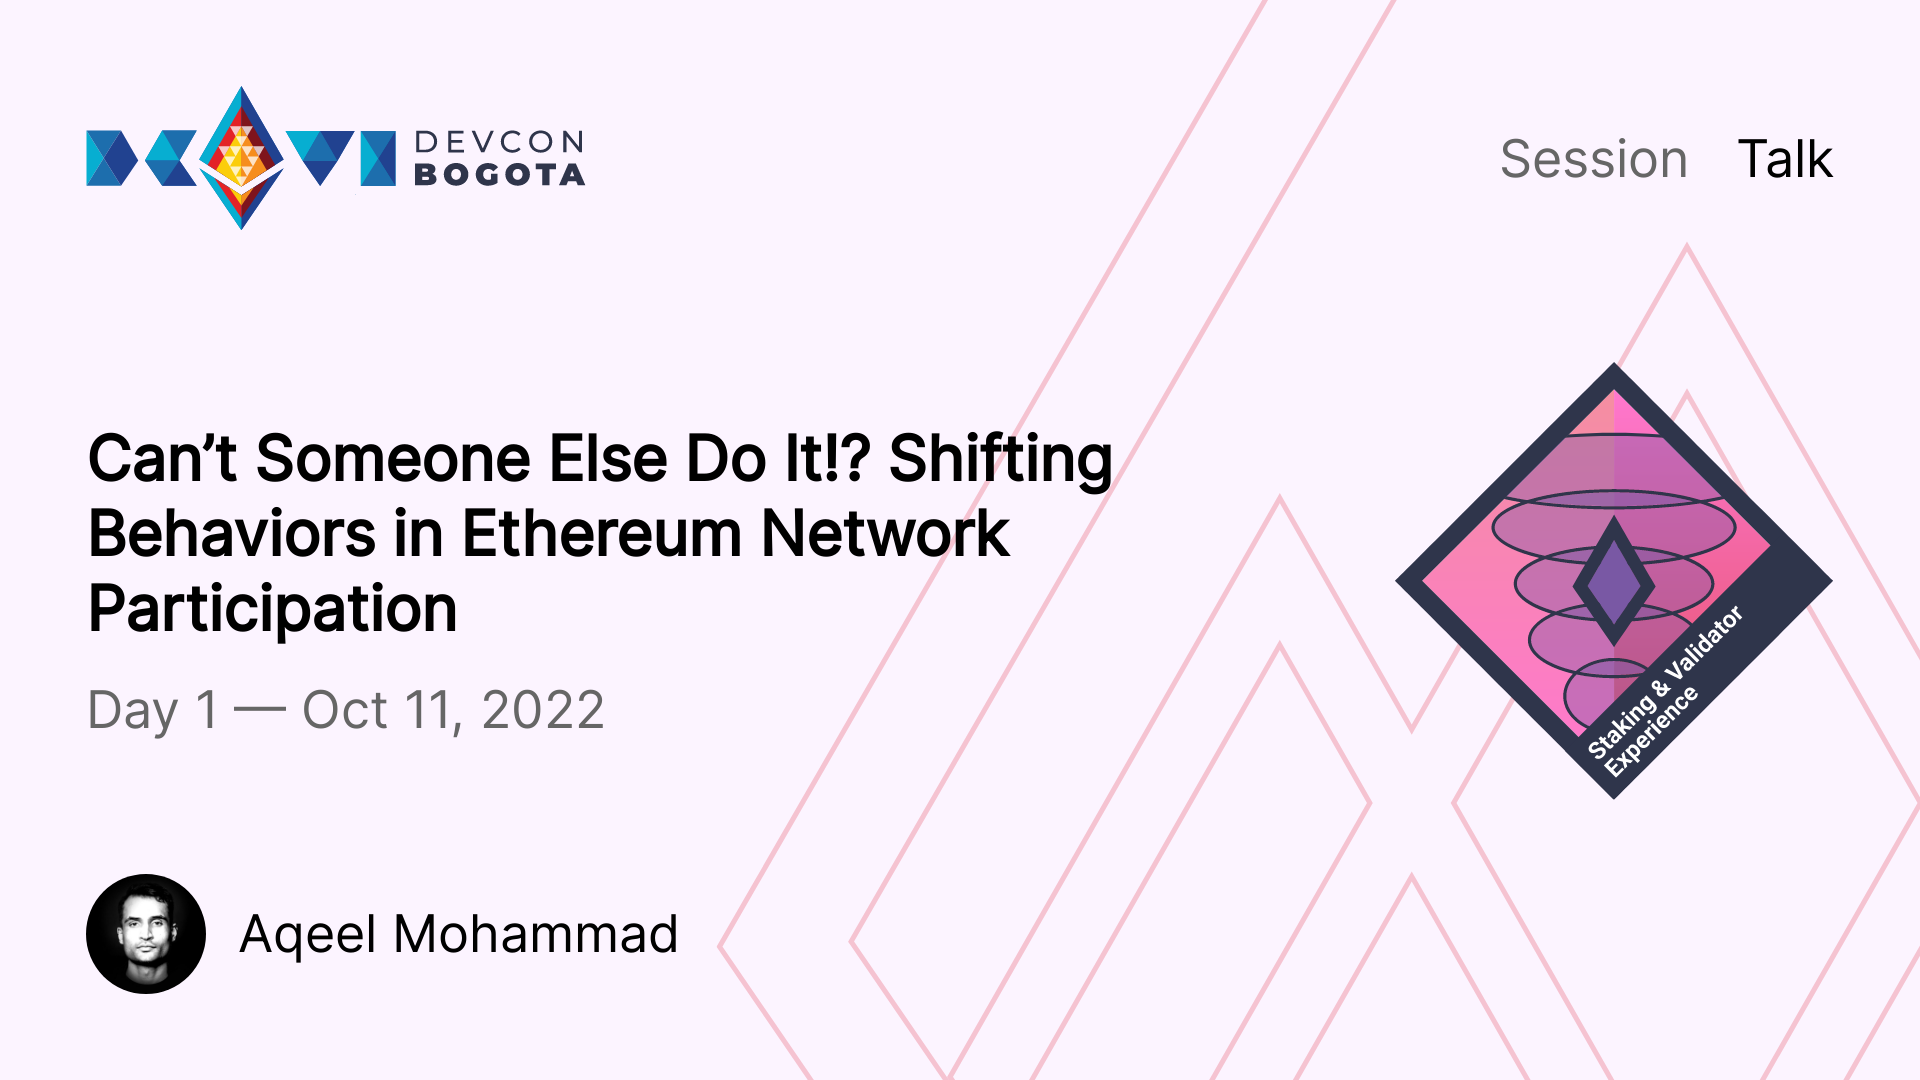 DEVCON
BOGOTA
Session Talk
Can’t Someone Else Do It!? Shifting
Behaviors in Ethereum Network
Participation
Day 1 — Oct 11, 2022
Staking & Validator
Experience
Aqeel Mohammad